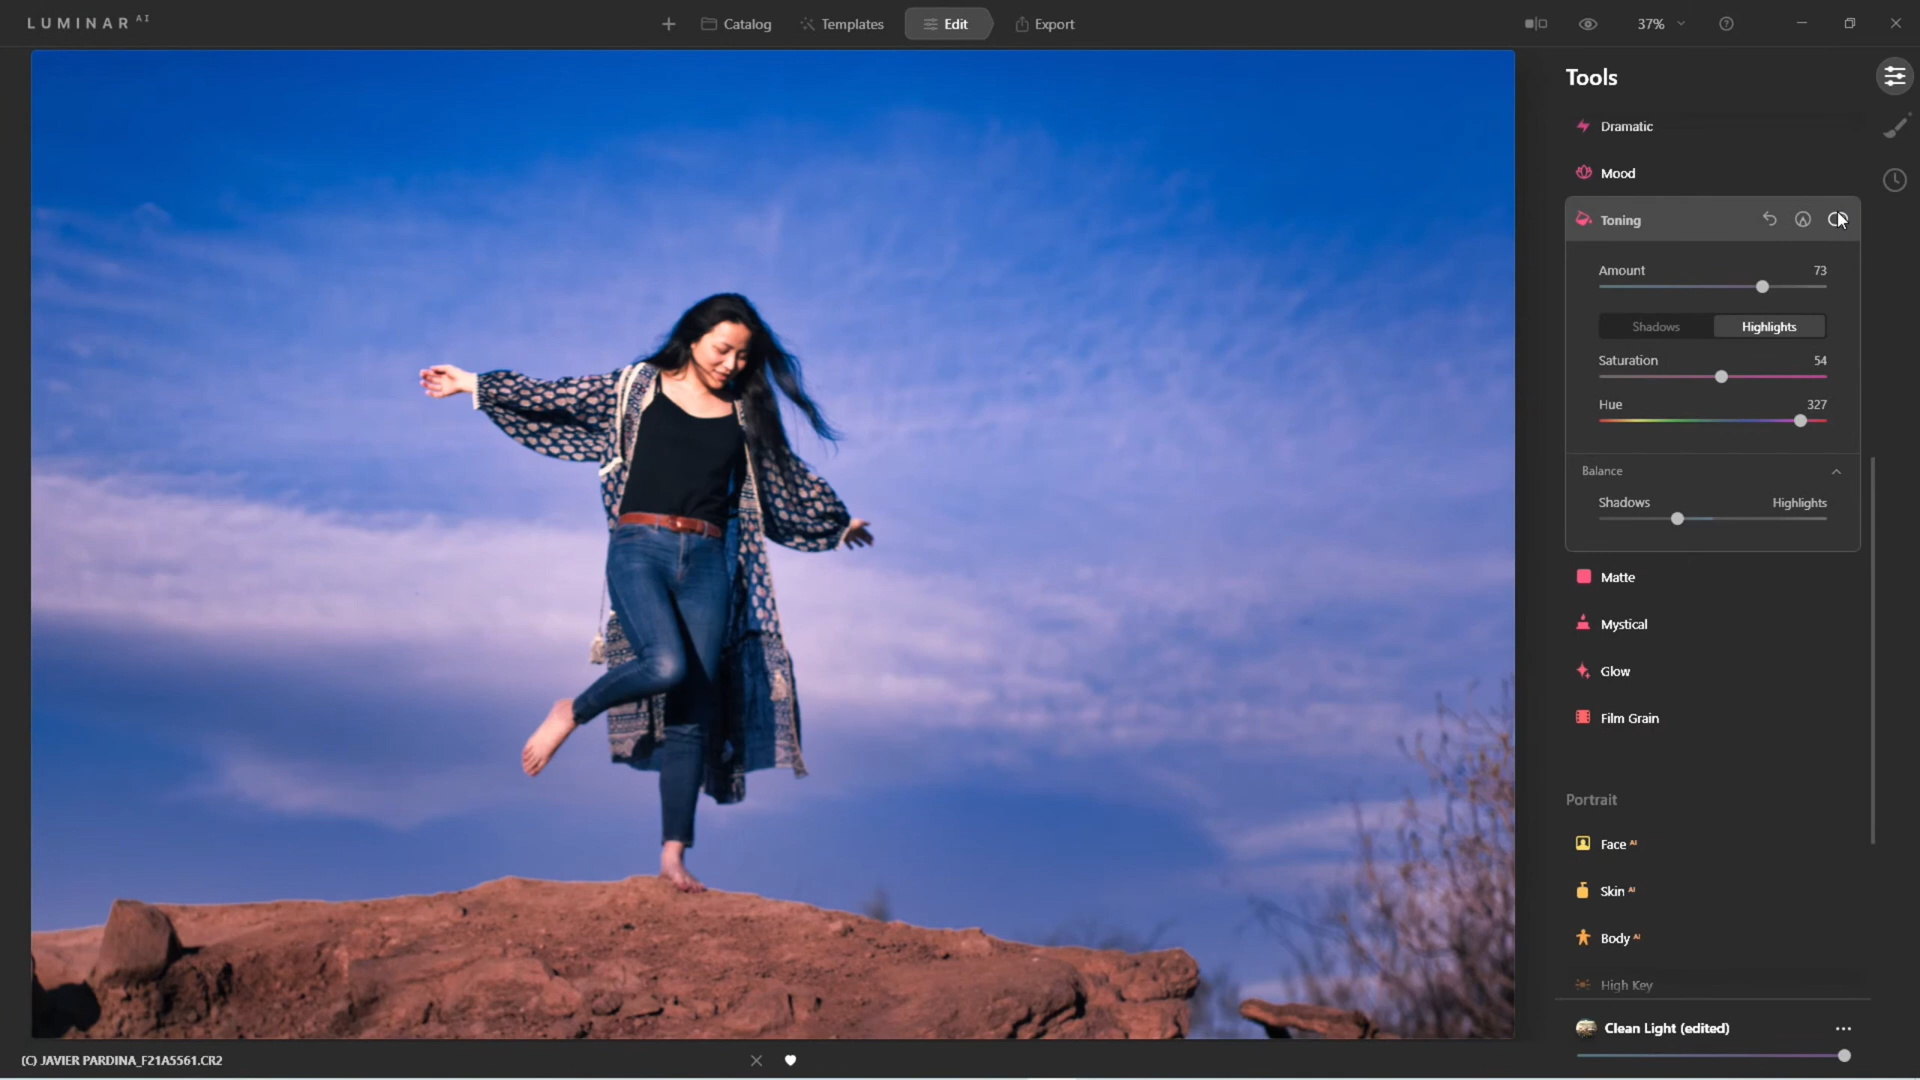 LUMINAR AI
Catalog
Templates
Edit
Export
37%
Tools
Dramatic
Mood
Toning
Amount 73
Shadows Highlights
Saturation 54
Hue 327
Balance
Shadows Highlights
Matte
Mystical
Glow
Film Grain
Portrait
Face AI
Skin AI
Body AI
High Key
Clean Light (edited)
(C) JAVIER PARDINA_F21A5561.CR2